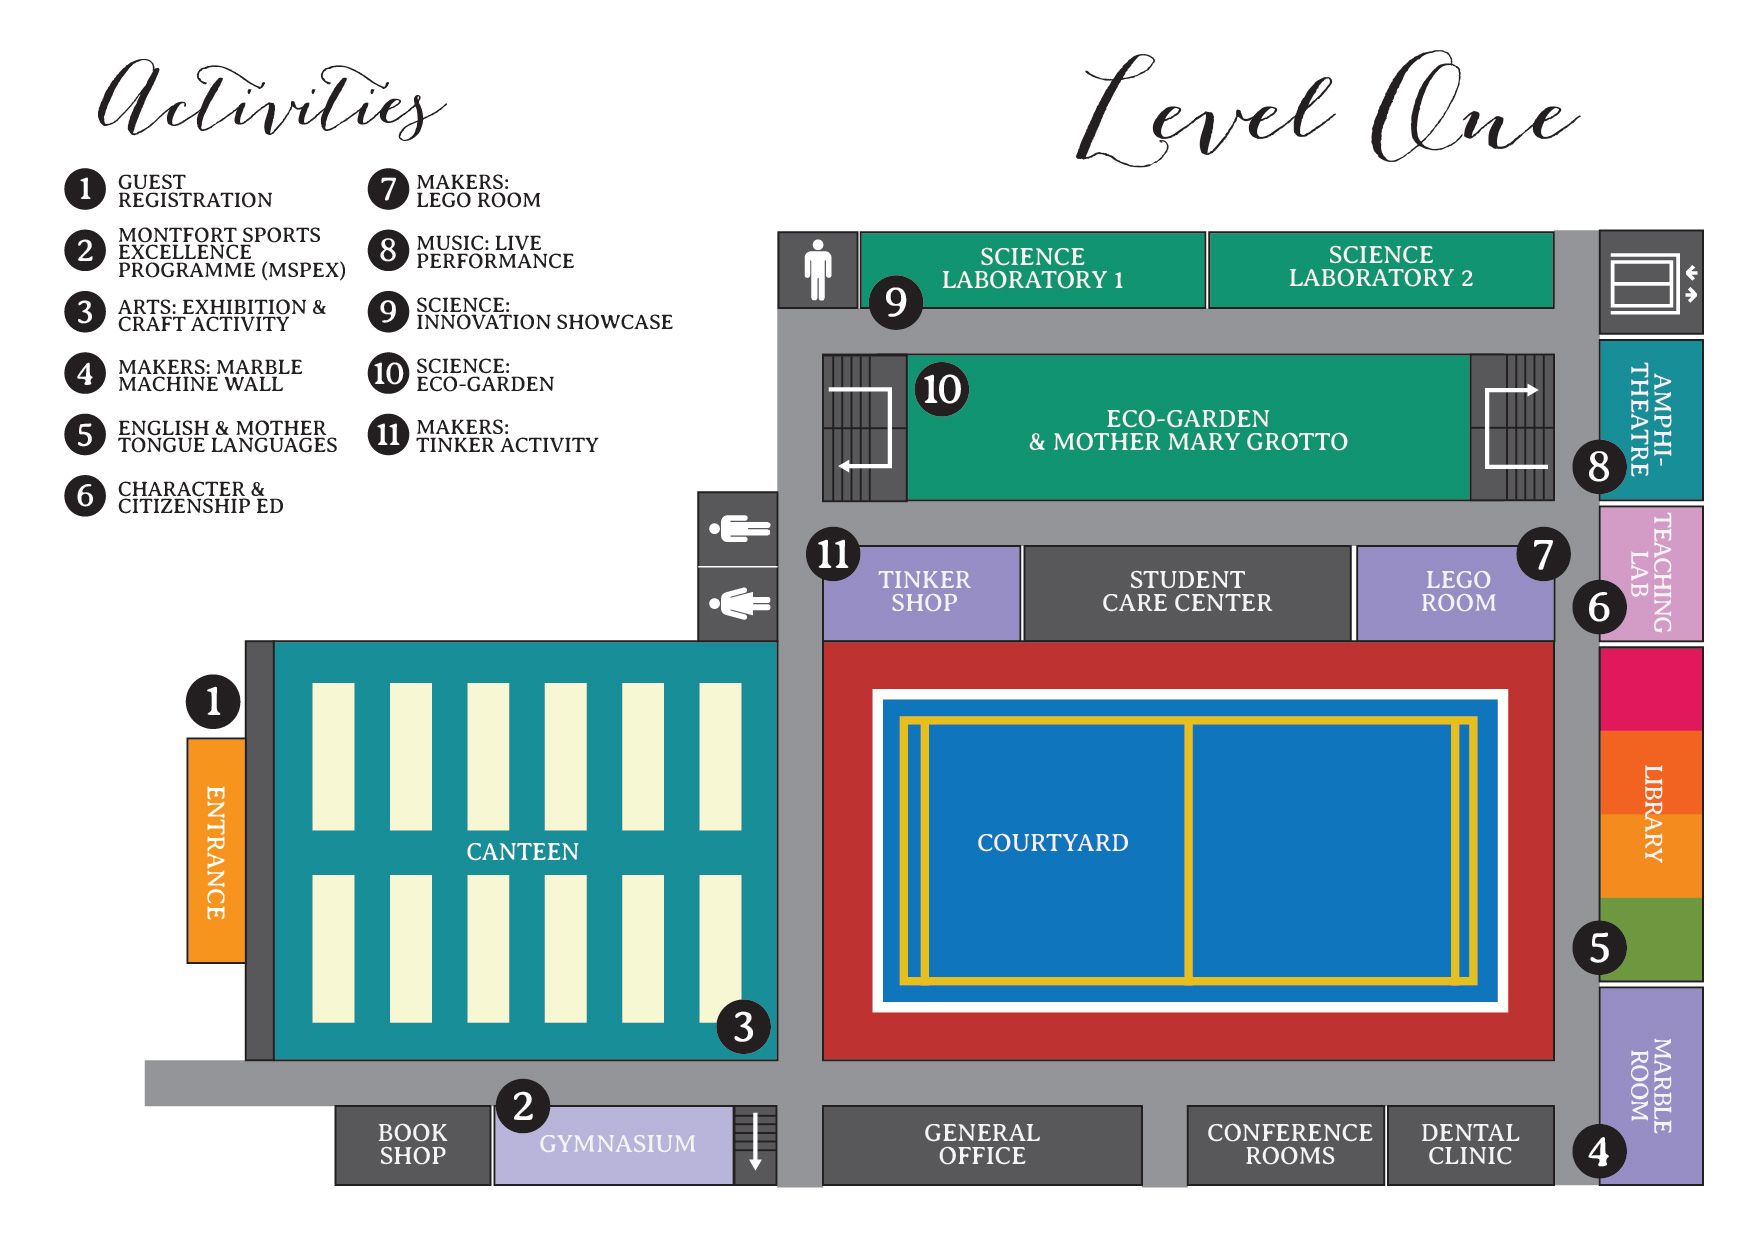 Activities
Level One
1 GUEST
REGISTRATION
2 MONTFORT SPORTS
EXCELLENCE
PROGRAMME (MSPEX)
3 ARTS: EXHIBITION &
CRAFT ACTIVITY
4 MAKERS: MARBLE
MACHINE WALL
5 ENGLISH & MOTHER
TONGUE LANGUAGES
6 CHARACTER &
CITIZENSHIP ED
7 MAKERS:
LEGO ROOM
8 MUSIC: LIVE
PERFORMANCE
9 SCIENCE:
INNOVATION SHOWCASE
10 SCIENCE:
ECO-GARDEN
11 MAKERS:
TINKER ACTIVITY
SCIENCE
LABORATORY 1
SCIENCE
LABORATORY 2
9
10
ECO-GARDEN
& MOTHER MARY GROTTO
AMPHI-
THEATRE
8
11
TINKER
SHOP
STUDENT
CARE CENTER
LEGO
ROOM
7
TEACHING
LAB
6
1
ENTRANCE
CANTEEN
3
COURTYARD
LIBRARY
5
BOOK
SHOP
2
GYMNASIUM
GENERAL
OFFICE
CONFERENCE
ROOMS
DENTAL
CLINIC
MARBLE
ROOM
4